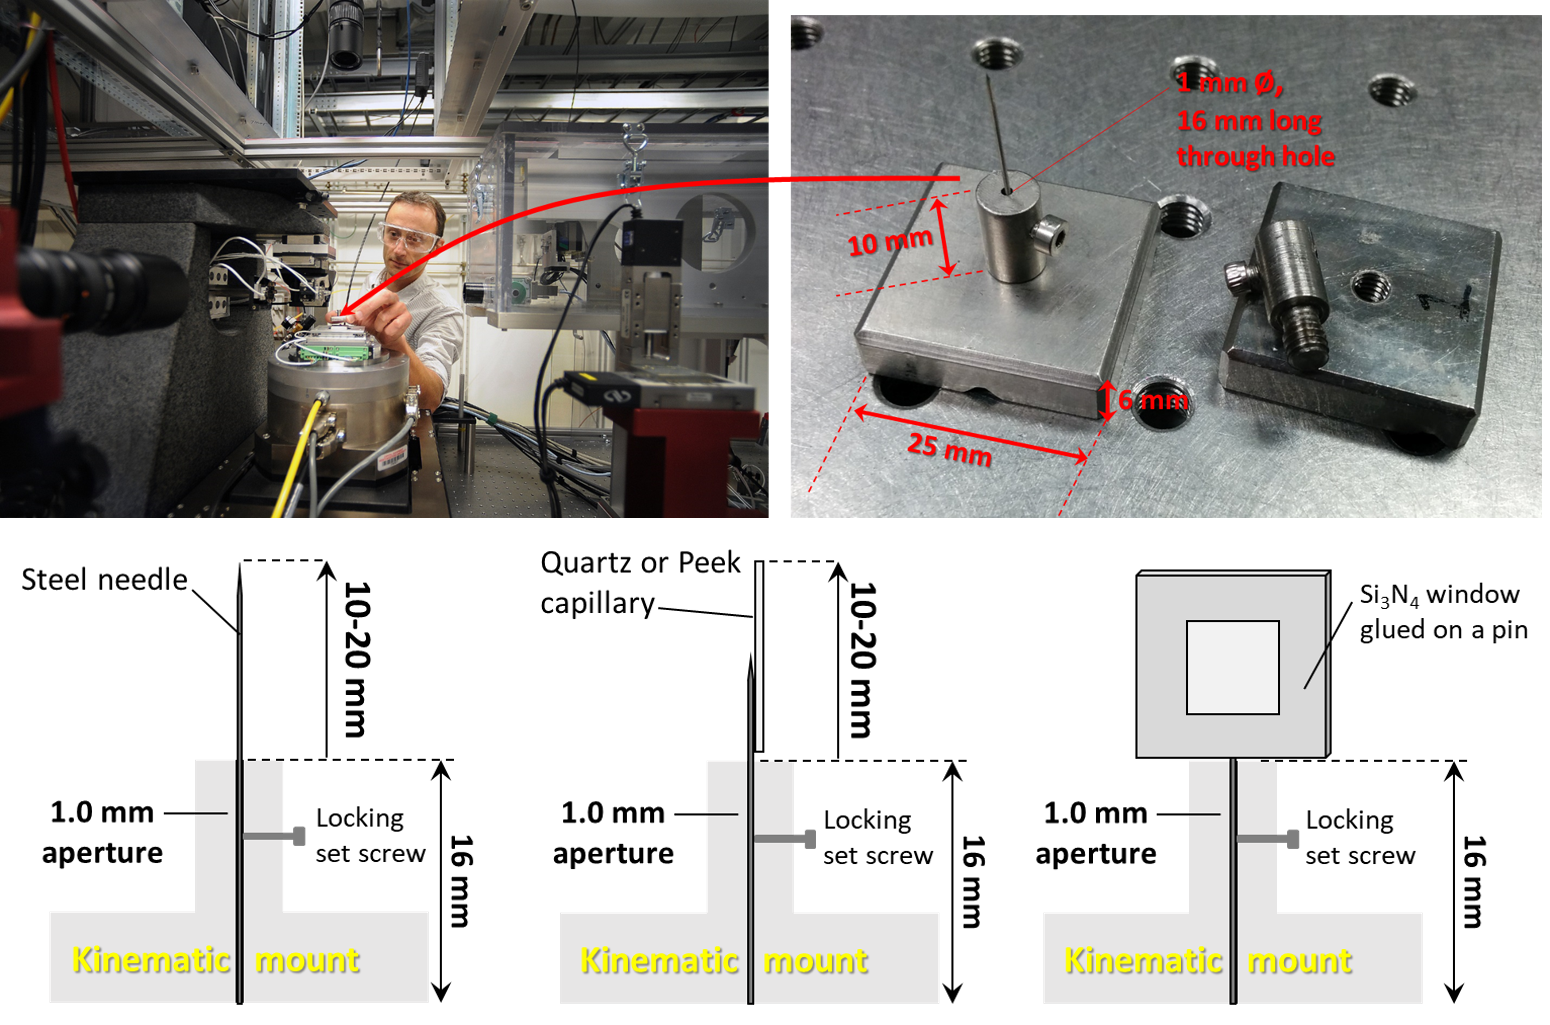 1 mm Ø,
16 mm long
through hole
10 mm
6 mm
25 mm
Steel needle
10-20 mm
1.0 mm
aperture
Locking
set screw
16 mm
Kinematic mount
Quartz or Peek
capillary
10-20 mm
1.0 mm
aperture
Locking
set screw
16 mm
Kinematic mount
Si₃N₄ window
glued on a pin
1.0 mm
aperture
Locking
set screw
16 mm
Kinematic mount